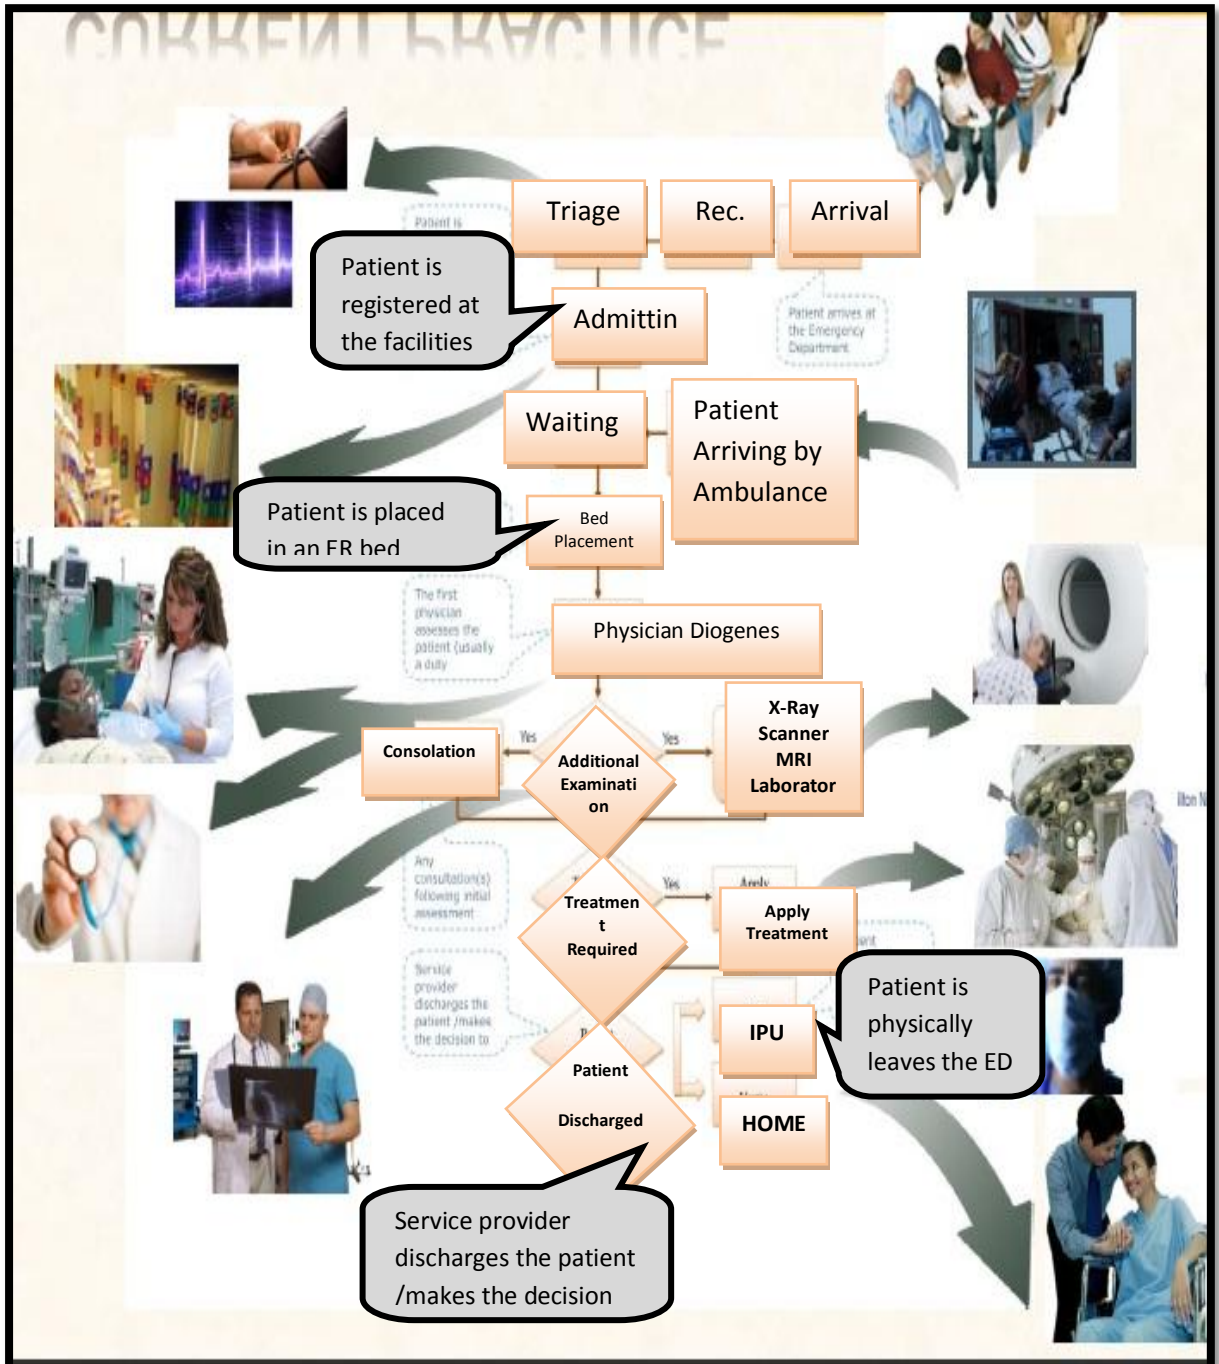 CURRENT PRACTICE
Triage
Rec.
Arrival
Patient is
Patient is
registered at
the facilities
Admittin
Patient arrives at
the Emergency
Department
Waiting
Patient
Arriving by
Ambulance
Patient is placed
in an ER bed
Bed
Placement
The first
physician
assesses the
patient (usually
a duty
Physician Diogenes
Yes
Yes
Consolation
Additional
Examinati
on
X-Ray
Scanner
MRI
Laborator
Any
consultation(s)
following initial
assessment
Treatmen
t
Required
Yes
Apply
Apply
Treatment
Service
provider
discharges the
patient /makes
the decision to
Patient is
physically
leaves the ED
IPU
Patient
Discharged
HOME
Service provider
discharges the patient
/makes the decision